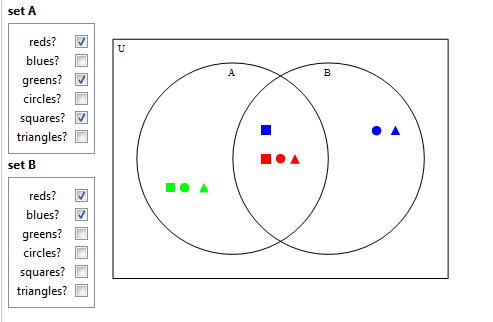 set A
reds?
blues?
greens?
circles?
squares?
triangles?
set B
reds?
blues?
greens?
circles?
squares?
triangles?
U
A
B